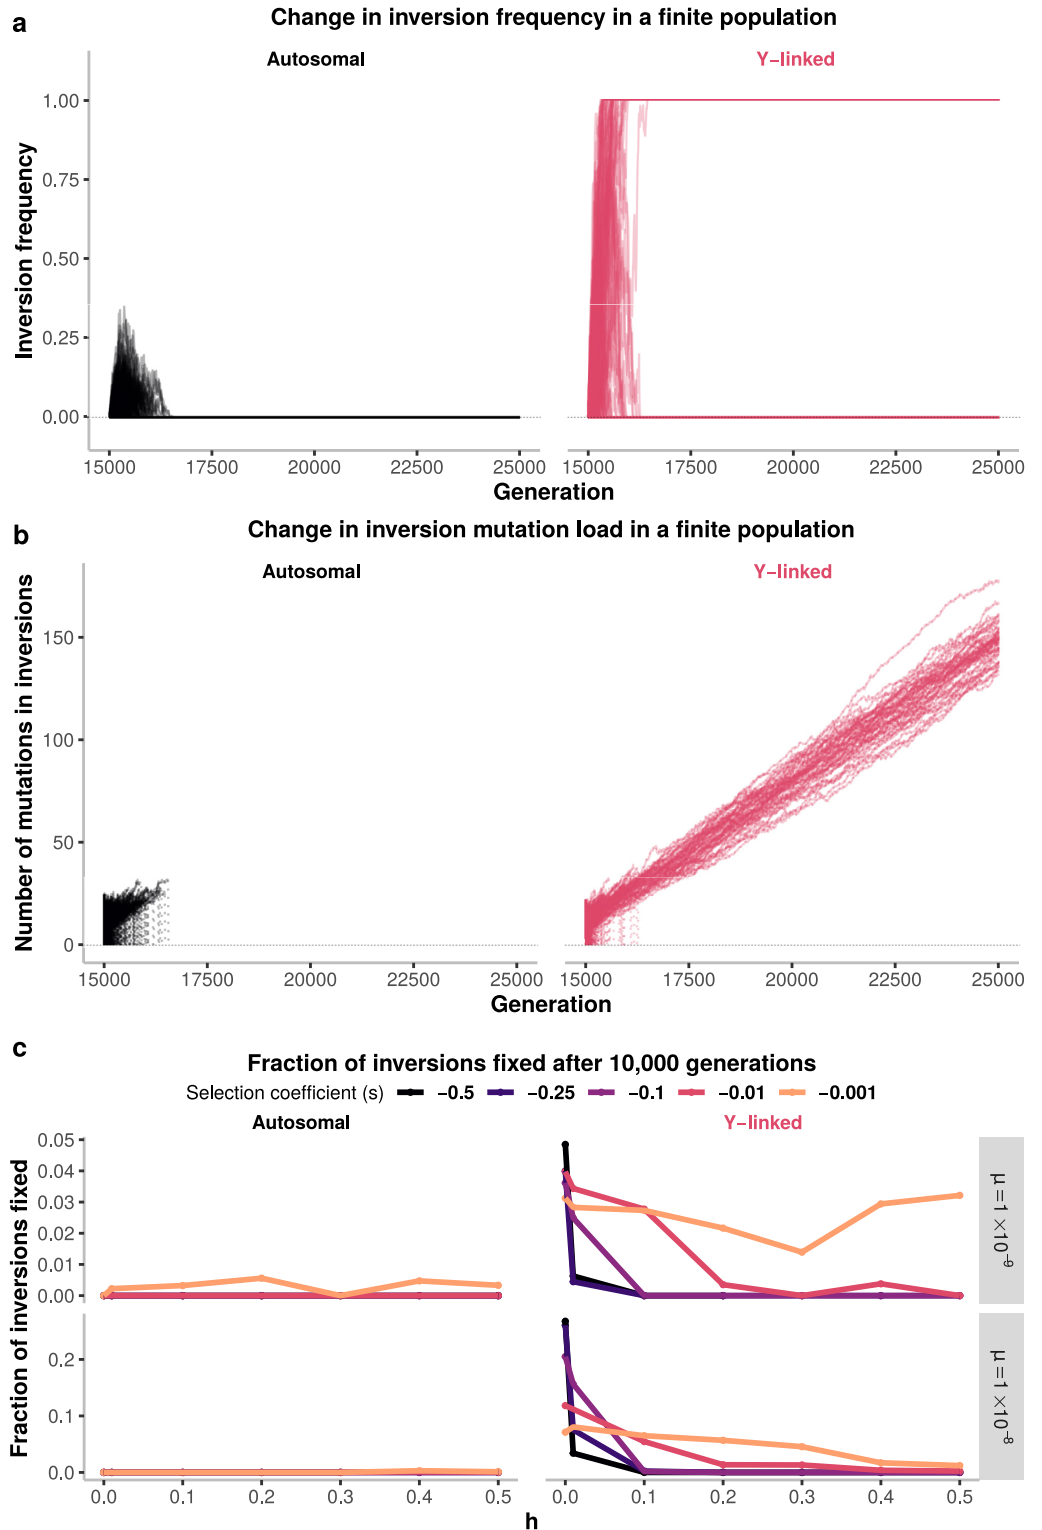 a
Change in inversion frequency in a finite population
Autosomal
Y−linked
Inversion frequency
1.00
0.75
0.50
0.25
0.00
15000 17500 20000 22500 25000
15000 17500 20000 22500 25000
Generation
b
Change in inversion mutation load in a finite population
Autosomal
Y−linked
Number of mutations in inversions
150
100
50
0
15000 17500 20000 22500 25000
15000 17500 20000 22500 25000
Generation
c
Fraction of inversions fixed after 10,000 generations
Selection coefficient (s) −0.5 −0.25 −0.1 −0.01 −0.001
Autosomal
Y−linked
Fraction of inversions fixed
0.05
0.04
0.03
0.02
0.01
0.00
μ=1×10⁻⁹
0.2
0.1
0.0
μ=1×10⁻⁸
0.0 0.1 0.2 0.3 0.4 0.5
0.0 0.1 0.2 0.3 0.4 0.5
h